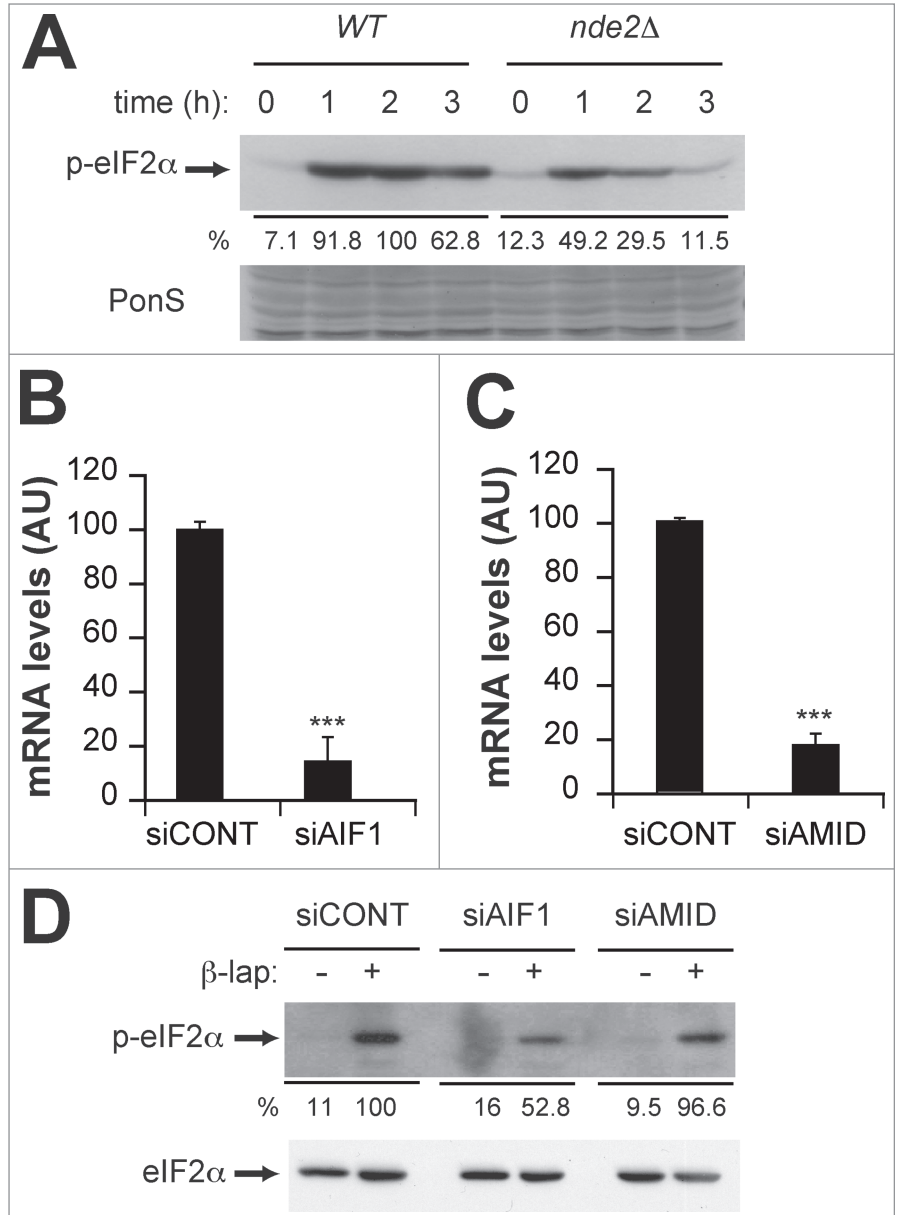 A
WT nde2Δ
time (h): 0 1 2 3 0 1 2 3
p-eIF2α
% 7.1 91.8 100 62.8 12.3 49.2 29.5 11.5
PonS
B
mRNA levels (AU)
120
100
80
60
40
20
0
***
siCONT siAIF1
C
mRNA levels (AU)
120
100
80
60
40
20
0
***
siCONT siAMID
D
siCONT siAIF1 siAMID
β-lap: - + - + - +
p-eIF2α
% 11 100 16 52.8 9.5 96.6
eIF2α